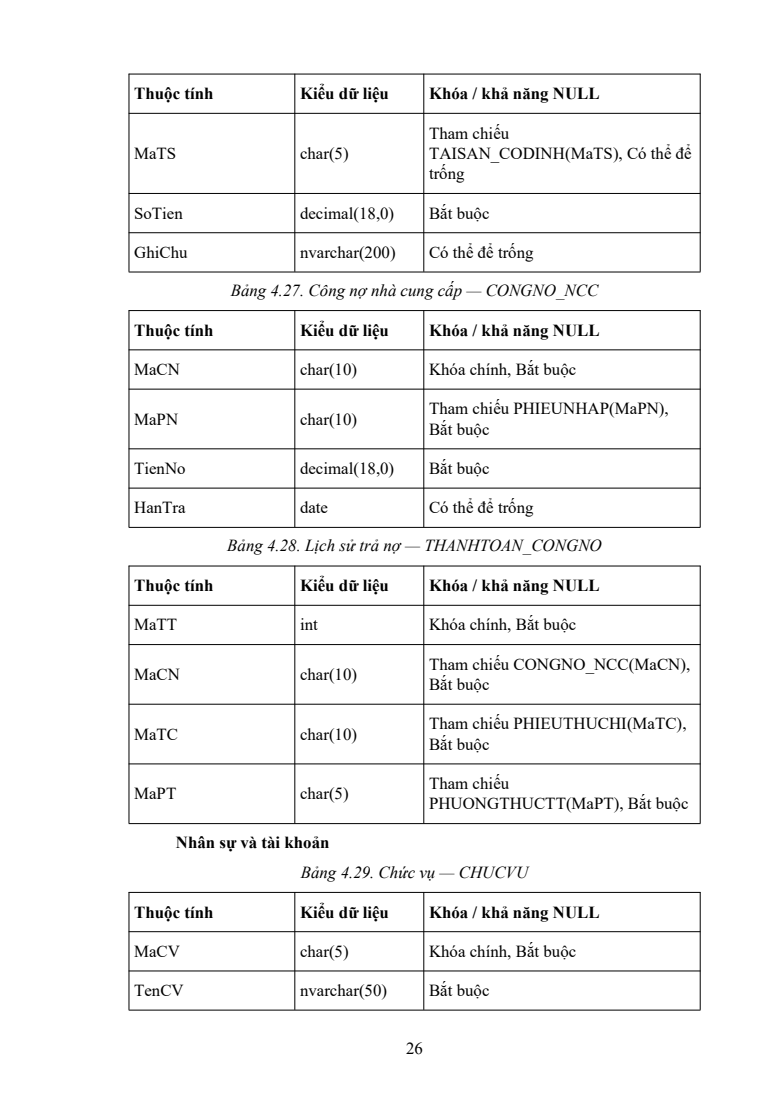 Thuộc tính Kiểu dữ liệu Khóa / khả năng NULL
MaTS char(5) Tham chiếu
TAISAN_CODINH(MaTS), Có thể để
trống
SoTien decimal(18,0) Bắt buộc
GhiChu nvarchar(200) Có thể để trống
Bảng 4.27. Công nợ nhà cung cấp — CONGNO_NCC
Thuộc tính Kiểu dữ liệu Khóa / khả năng NULL
MaCN char(10) Khóa chính, Bắt buộc
MaPN char(10) Tham chiếu PHIEUNHAP(MaPN),
Bắt buộc
TienNo decimal(18,0) Bắt buộc
HanTra date Có thể để trống
Bảng 4.28. Lịch sử trả nợ — THANHTOAN_CONGNO
Thuộc tính Kiểu dữ liệu Khóa / khả năng NULL
MaTT int Khóa chính, Bắt buộc
MaCN char(10) Tham chiếu CONGNO_NCC(MaCN),
Bắt buộc
MaTC char(10) Tham chiếu PHIEUTHUCHI(MaTC),
Bắt buộc
MaPT char(5) Tham chiếu
PHUONGTHUCTT(MaPT), Bắt buộc
Nhân sự và tài khoản
Bảng 4.29. Chức vụ — CHUCVU
Thuộc tính Kiểu dữ liệu Khóa / khả năng NULL
MaCV char(5) Khóa chính, Bắt buộc
TenCV nvarchar(50) Bắt buộc
26